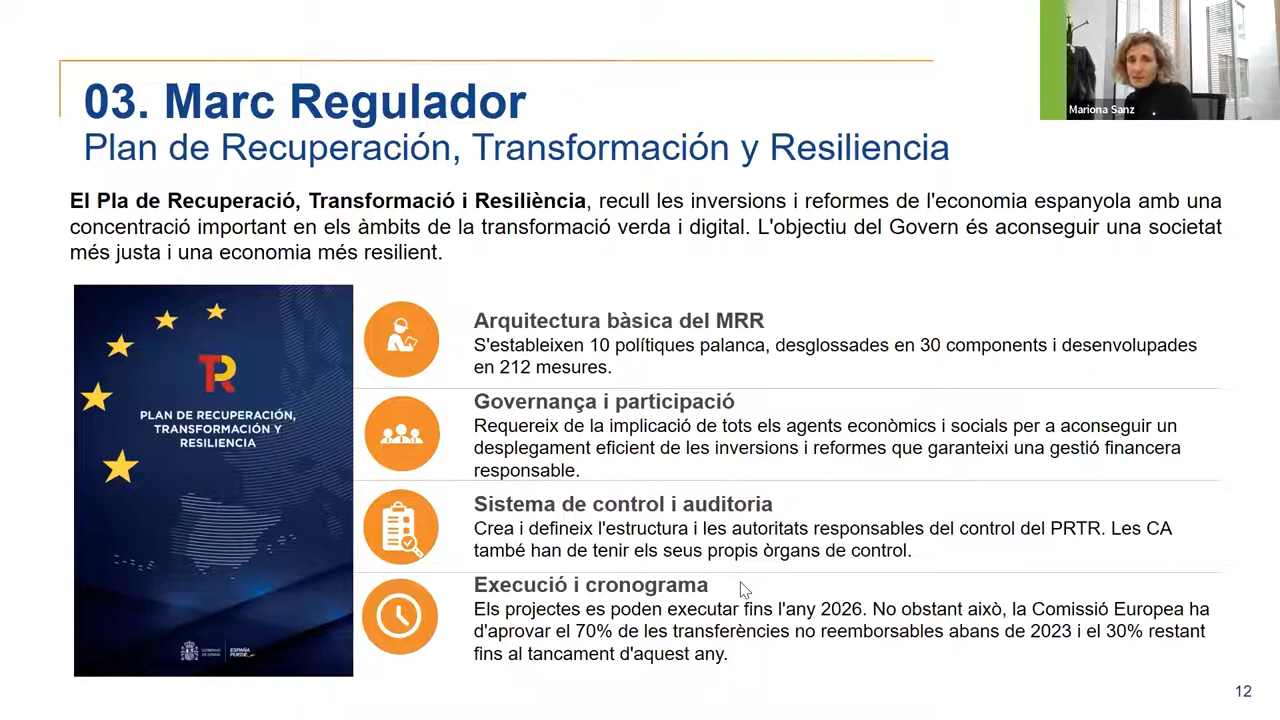 03. Marc Regulador
Plan de Recuperación, Transformación y Resiliencia
Mariona Sanz
El Pla de Recuperació, Transformació i Resiliència, recull les inversions i reformes de l'economia espanyola amb una
concentració important en els àmbits de la transformació verda i digital. L'objectiu del Govern és aconseguir una societat
més justa i una economia més resilient.
TR
PLAN DE RECUPERACIÓN,
TRANSFORMACIÓN Y
RESILIENCIA
GOBIERNO
DE ESPAÑA
ESPAÑA
PUEDE
Arquitectura bàsica del MRR
S'estableixen 10 polítiques palanca, desglossades en 30 components i desenvolupades
en 212 mesures.
Governança i participació
Requereix de la implicació de tots els agents econòmics i socials per a aconseguir un
desplegament eficient de les inversions i reformes que garanteixi una gestió financera
responsable.
Sistema de control i auditoria
Crea i defineix l'estructura i les autoritats responsables del control del PRTR. Les CA
també han de tenir els seus propis òrgans de control.
Execució i cronograma
Els projectes es poden executar fins l'any 2026. No obstant això, la Comissió Europea ha
d'aprovar el 70% de les transferències no reemborsables abans de 2023 i el 30% restant
fins al tancament d'aquest any.
12